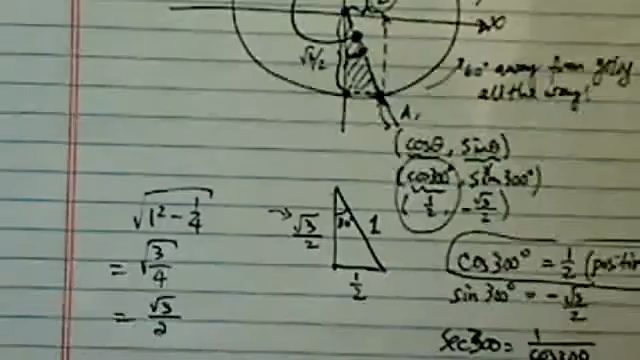 x
√3/2
60° away from going
all the way!
A,
(cosθ, sinθ)
(cos300°, sin300°)
(1/2, -√3/2)
√(1² - 1/4)
= √(3/4)
= √3/2
√3/2
30°
1
1/2
cos300° = 1/2 (positi
sin300° = -√3/2
sec300 = 1/cos300